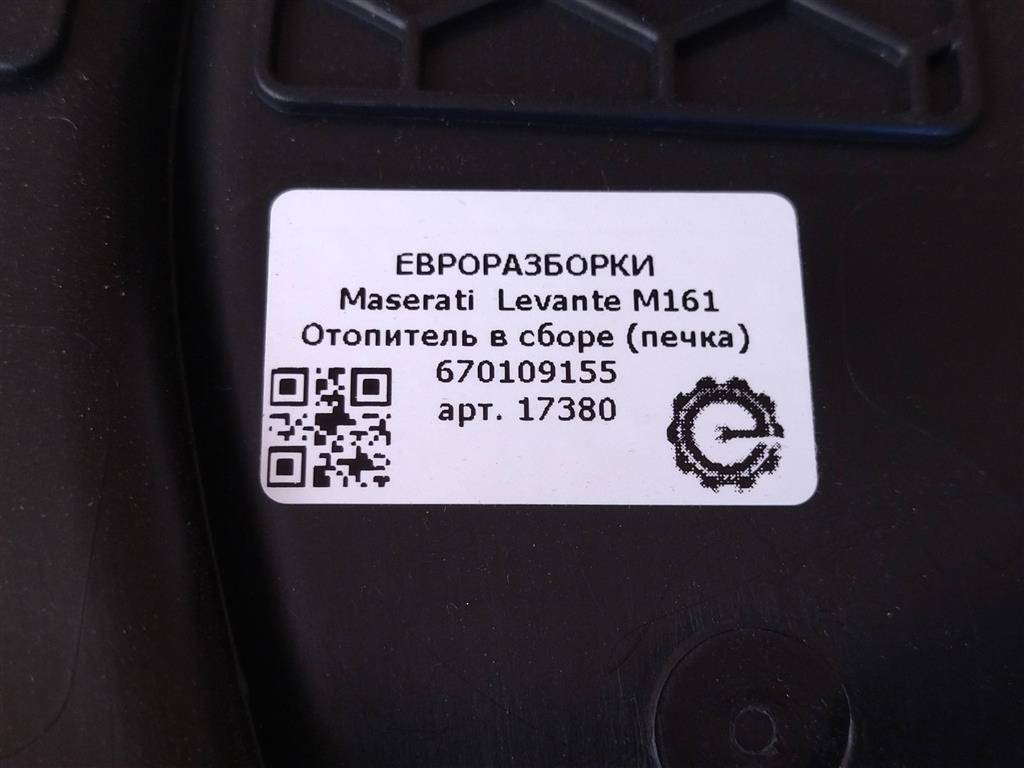 ЕВРОРАЗБОРКИ
Maserati Levante M161
Отопитель в сборе (печка)
670109155
арт. 17380